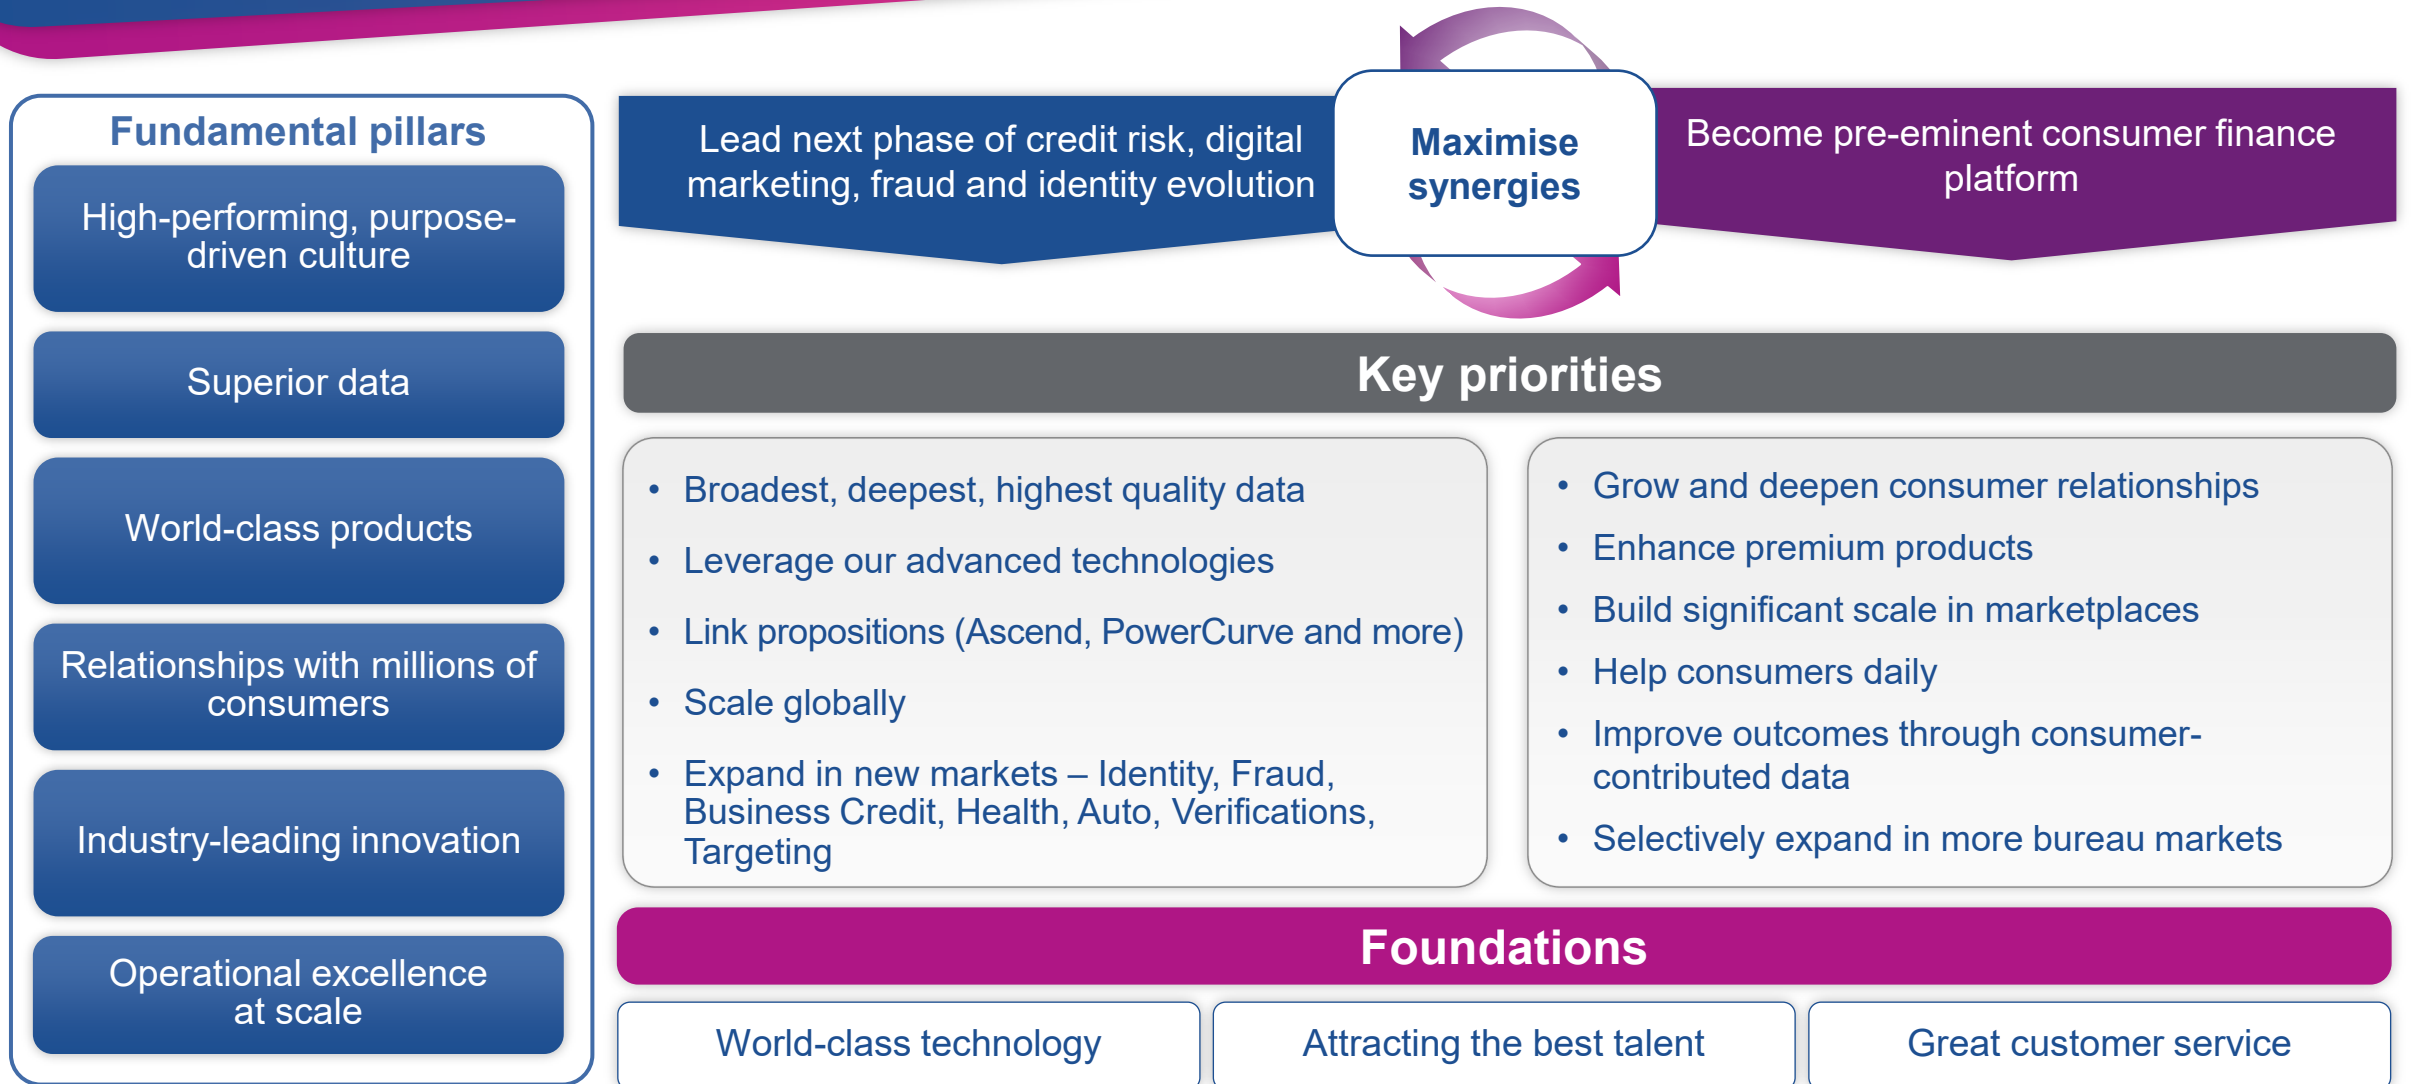 Fundamental pillars
High-performing, purpose-
driven culture
Superior data
World-class products
Relationships with millions of
consumers
Industry-leading innovation
Operational excellence
at scale
Lead next phase of credit risk, digital
marketing, fraud and identity evolution
Maximise
synergies
Become pre-eminent consumer finance
platform
Key priorities
• Broadest, deepest, highest quality data
• Leverage our advanced technologies
• Link propositions (Ascend, PowerCurve and more)
• Scale globally
• Expand in new markets – Identity, Fraud,
Business Credit, Health, Auto, Verifications,
Targeting
• Grow and deepen consumer relationships
• Enhance premium products
• Build significant scale in marketplaces
• Help consumers daily
• Improve outcomes through consumer-
contributed data
• Selectively expand in more bureau markets
Foundations
World-class technology
Attracting the best talent
Great customer service